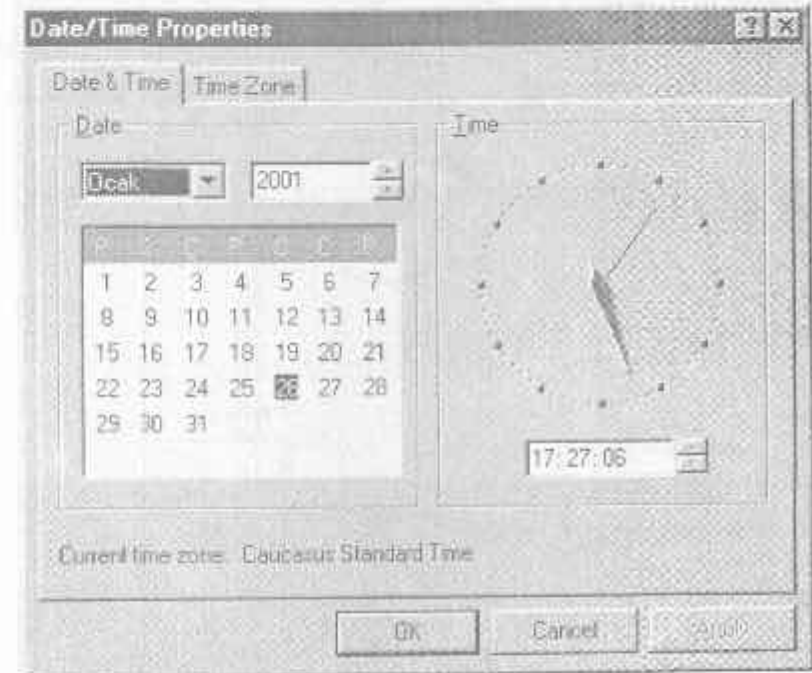 Date/Time Properties
Date & Time Time Zone
Date
Time
Ocak 2001
P S Ç P C C P
1 2 3 4 5 6 7
8 9 10 11 12 13 14
15 16 17 18 19 20 21
22 23 24 25 26 27 28
29 30 31
17:27:06
Current time zone: Caucasus Standard Time
OK Cancel Apply